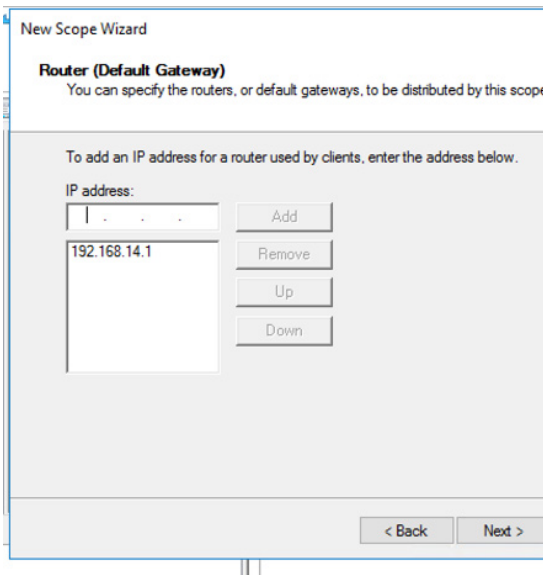 New Scope Wizard
Router (Default Gateway)
You can specify the routers, or default gateways, to be distributed by this scope
To add an IP address for a router used by clients, enter the address below.
IP address:
. . .
Add
192.168.14.1
Remove
Up
Down
< Back
Next >